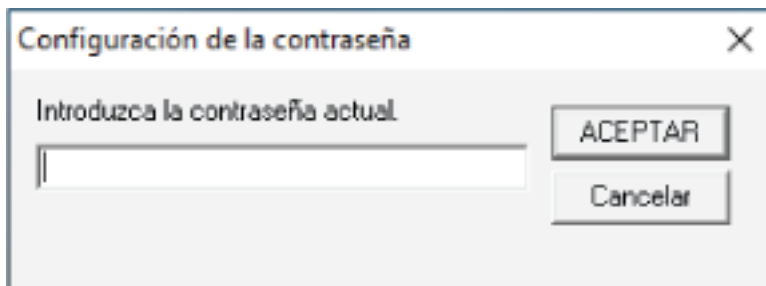 Configuración de la contraseña
Introduzca la contraseña actual.
ACEPTAR
Cancelar